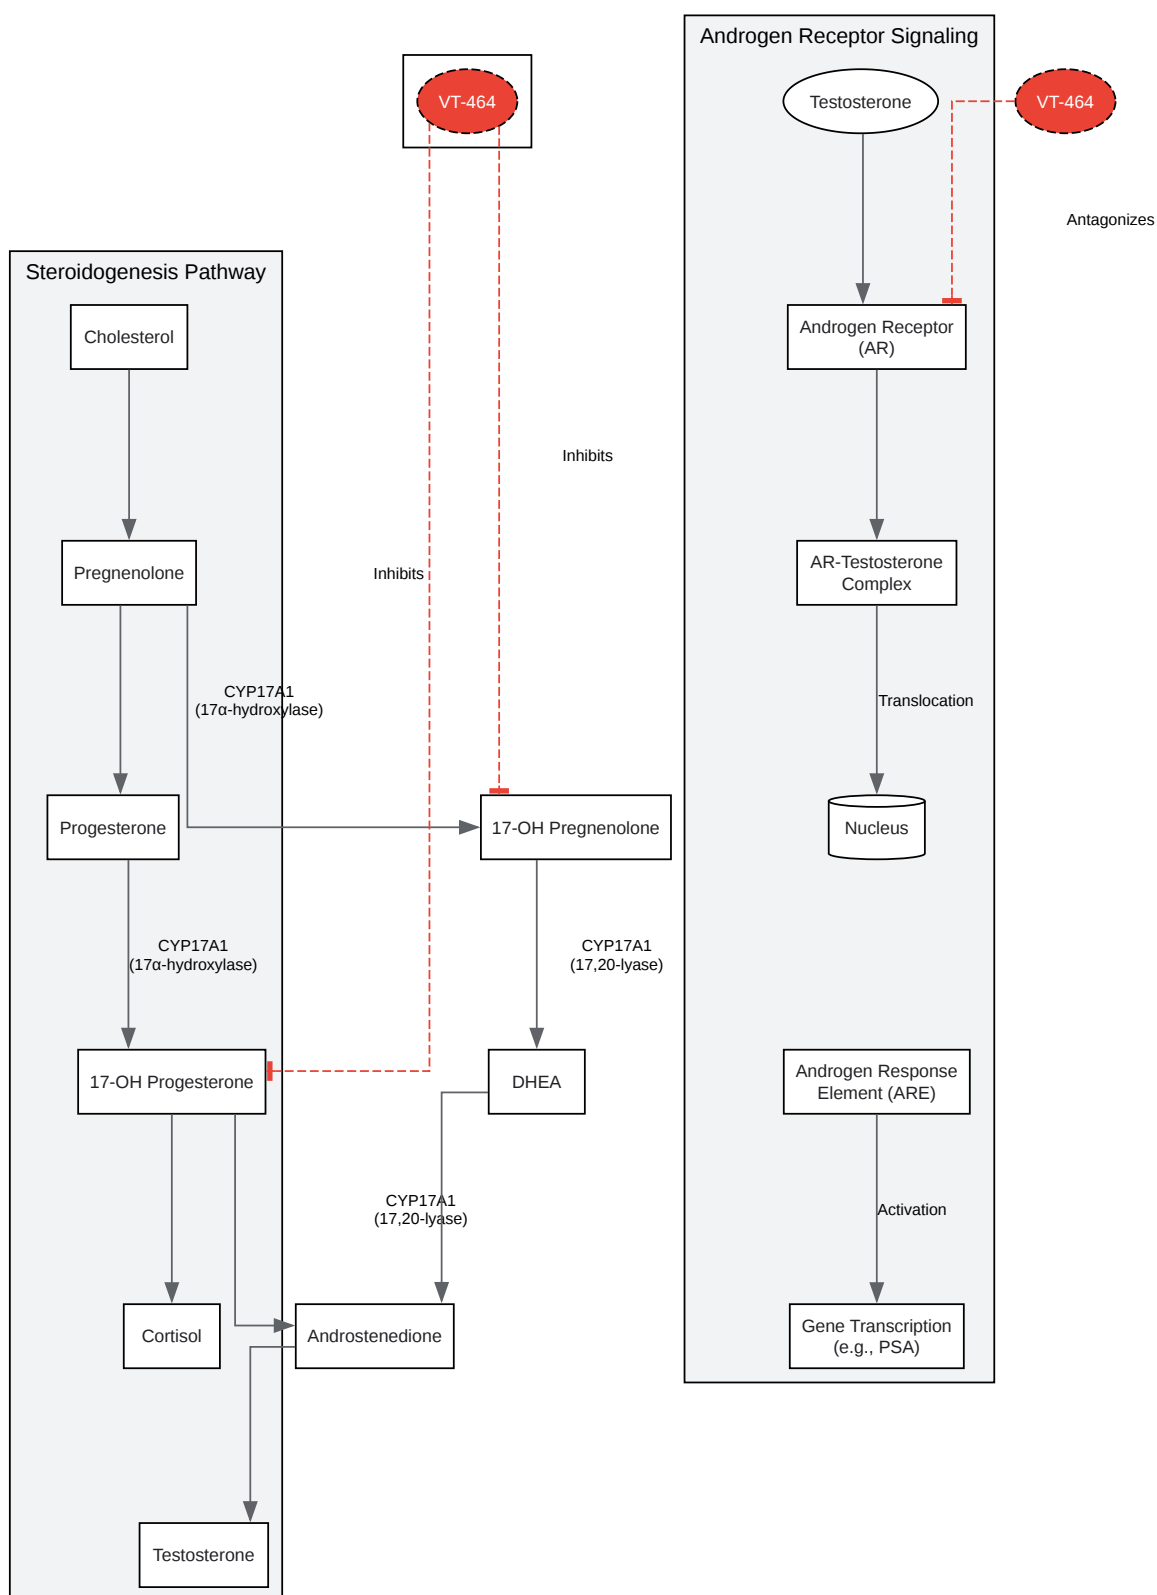 Androgen Receptor Signaling
VT-464
Testosterone
VT-464
Antagonizes
Steroidogenesis Pathway
Cholesterol
Androgen Receptor
(AR)
Inhibits
Pregnenolone
Inhibits
AR-Testosterone
Complex
CYP17A1
(17α-hydroxylase)
Translocation
Progesterone
17-OH Pregnenolone
Nucleus
CYP17A1
(17α-hydroxylase)
CYP17A1
(17,20-lyase)
17-OH Progesterone
DHEA
Androgen Response
Element (ARE)
CYP17A1
(17,20-lyase)
Activation
Cortisol
Androstenedione
Gene Transcription
(e.g., PSA)
Testosterone